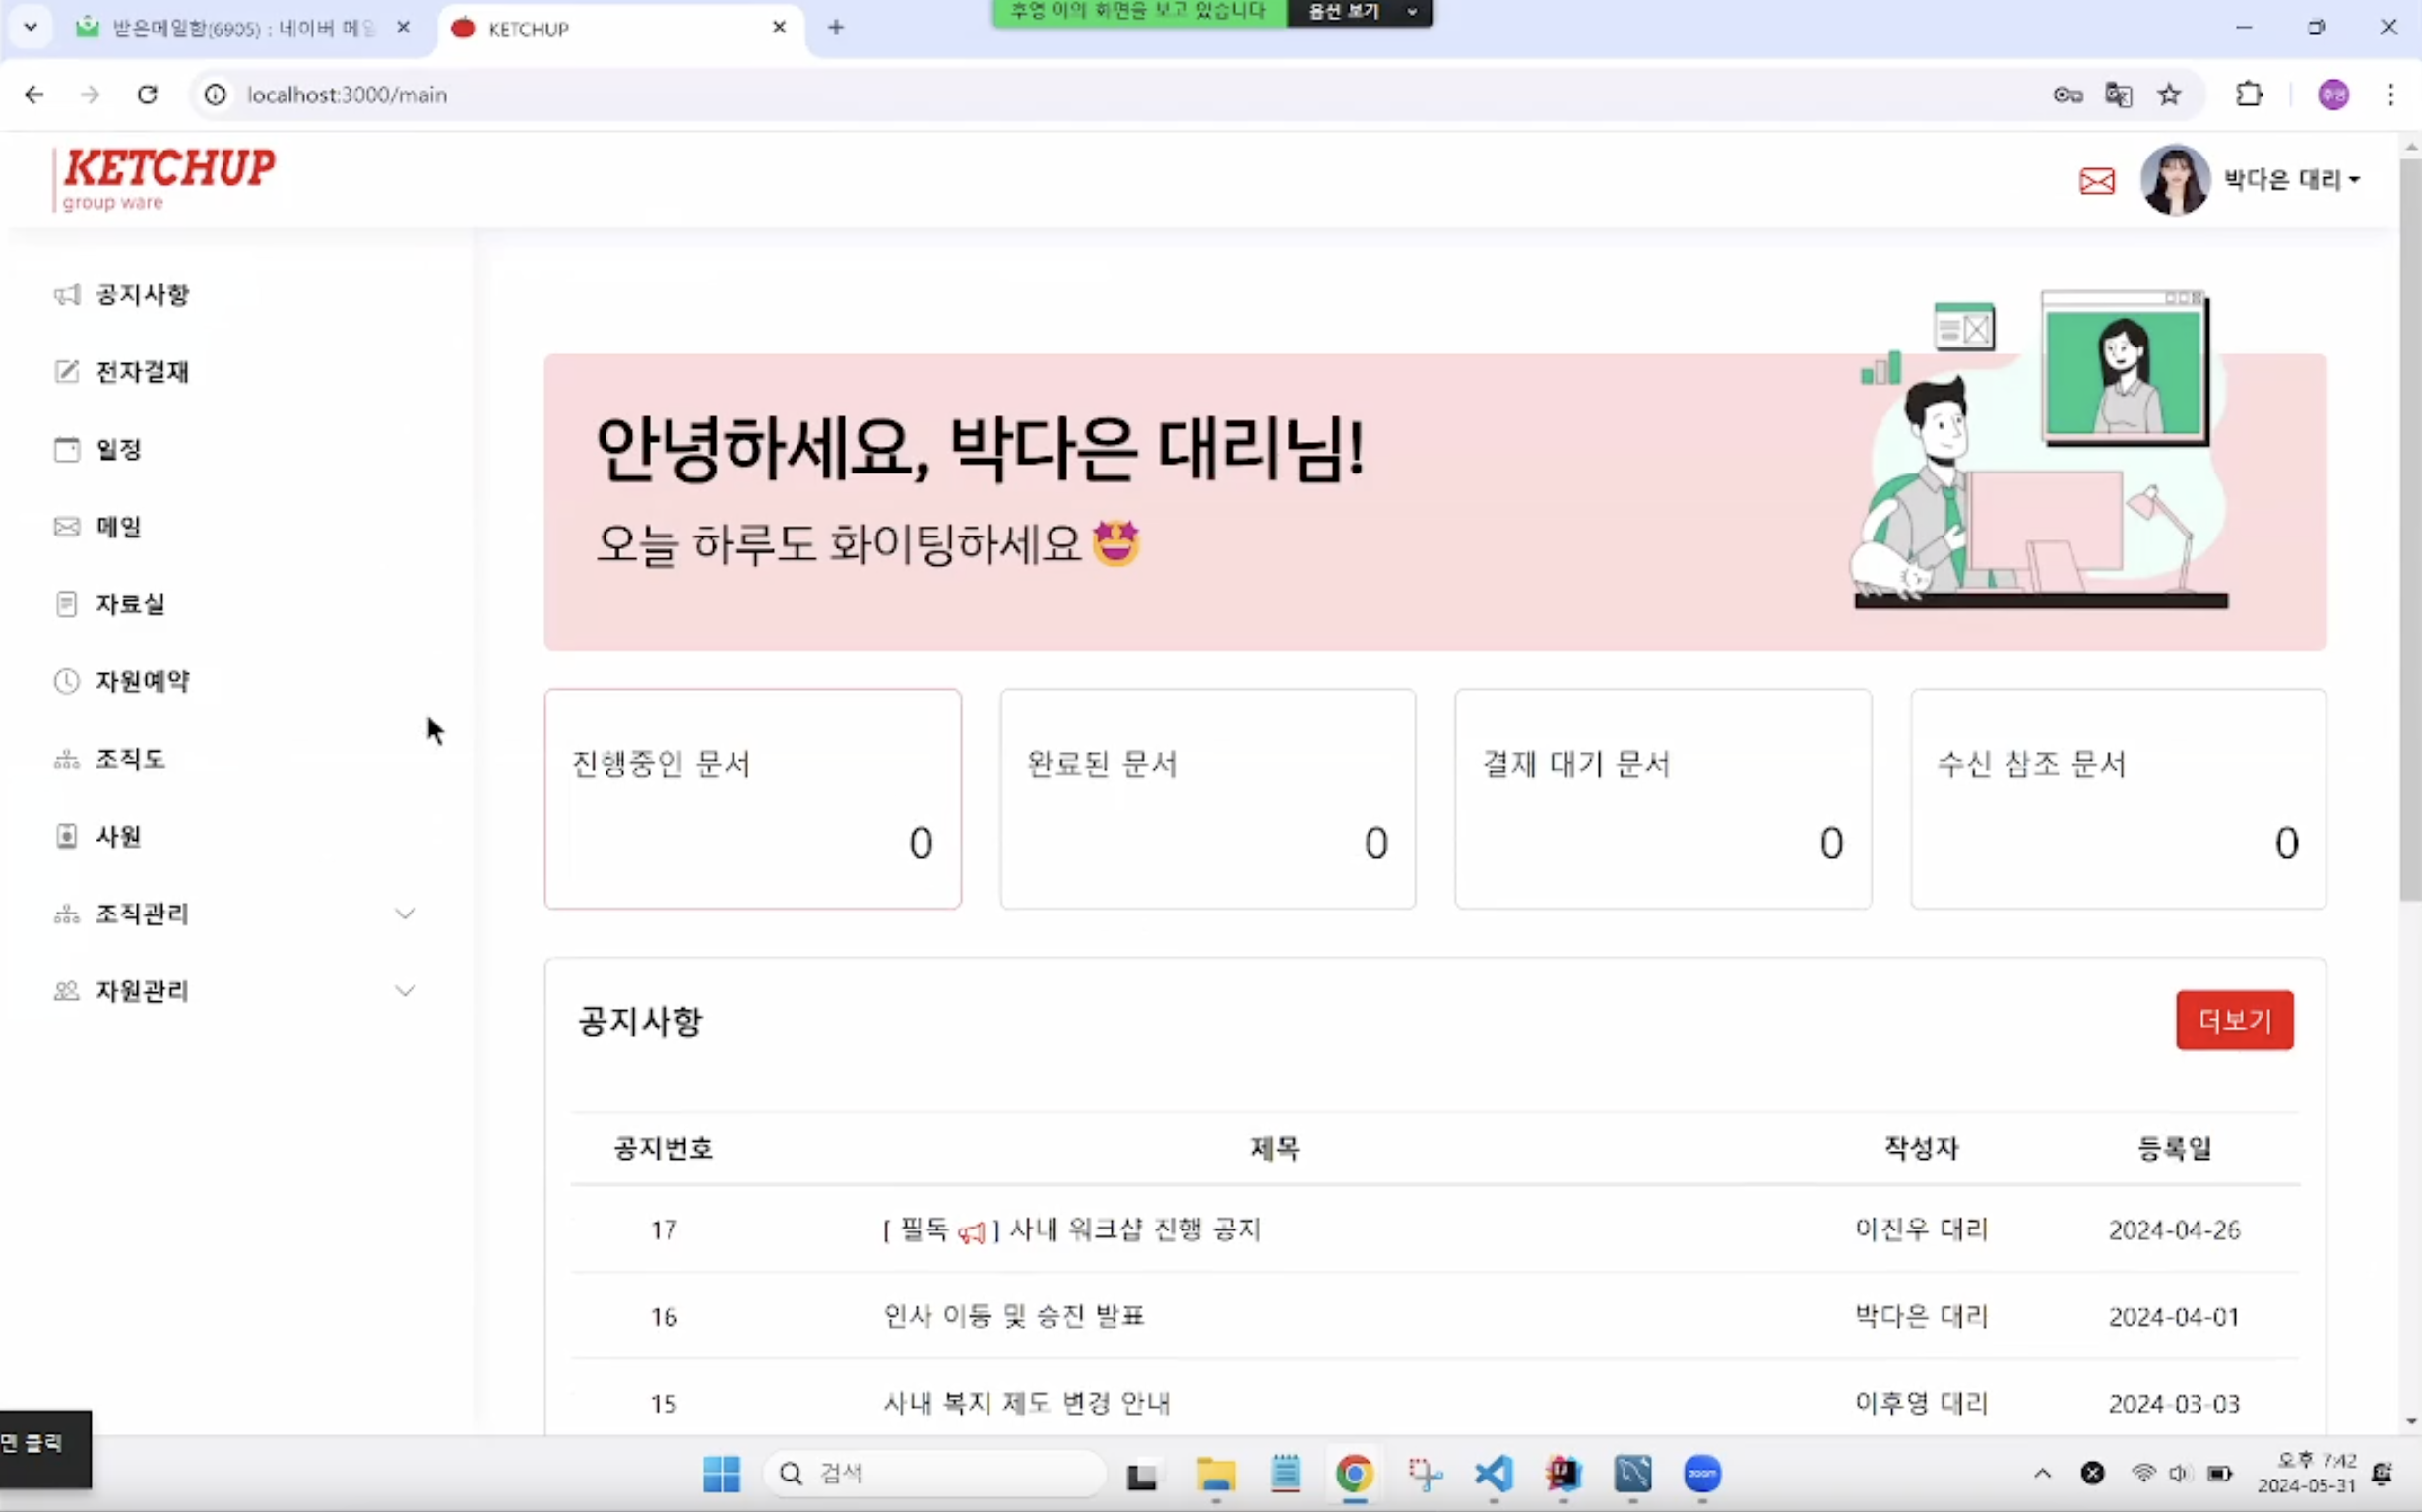 받은메일함(6905) : 네이버 메일
KETCHUP
후영 이의 화면을 보고 있습니다
옵션 보기
localhost:3000/main
후영
KETCHUP
group ware
박다은 대리
공지사항
전자결재
일정
메일
자료실
자원예약
조직도
사원
조직관리
자원관리
안녕하세요, 박다은 대리님!
오늘 하루도 화이팅하세요🤩
진행중인 문서
0
완료된 문서
0
결재 대기 문서
0
수신 참조 문서
0
공지사항
더보기
공지번호 제목 작성자 등록일
17 [ 필독 ] 사내 워크샵 진행 공지 이진우 대리 2024-04-26
16 인사 이동 및 승진 발표 박다은 대리 2024-04-01
15 사내 복지 제도 변경 안내 이후영 대리 2024-03-03
클릭
검색
zoom
오후 7:42
2024-05-31